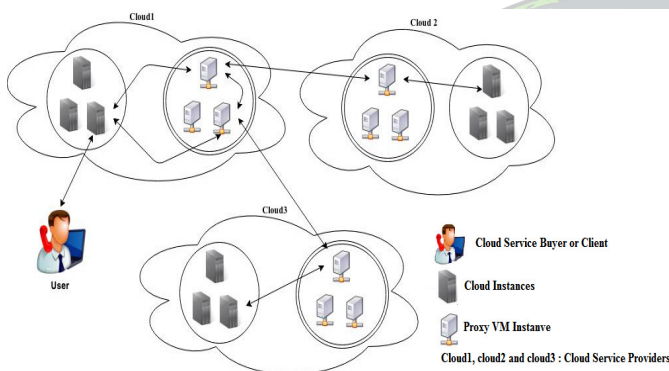 Cloud1
Cloud 2
Cloud3
User
Cloud Service Buyer or Client
Cloud Instances
Proxy VM Instanve
Cloud1, cloud2 and cloud3 : Cloud Service Providers